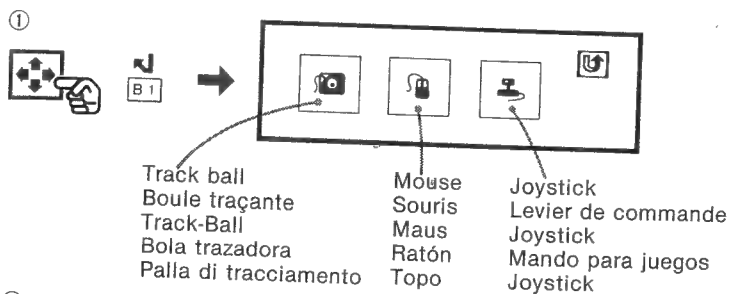 ①
B 1
Track ball
Boule traçante
Track-Ball
Bola trazadora
Palla di tracciamento
Mouse
Souris
Maus
Ratón
Topo
Joystick
Levier de commande
Joystick
Mando para juegos
Joystick